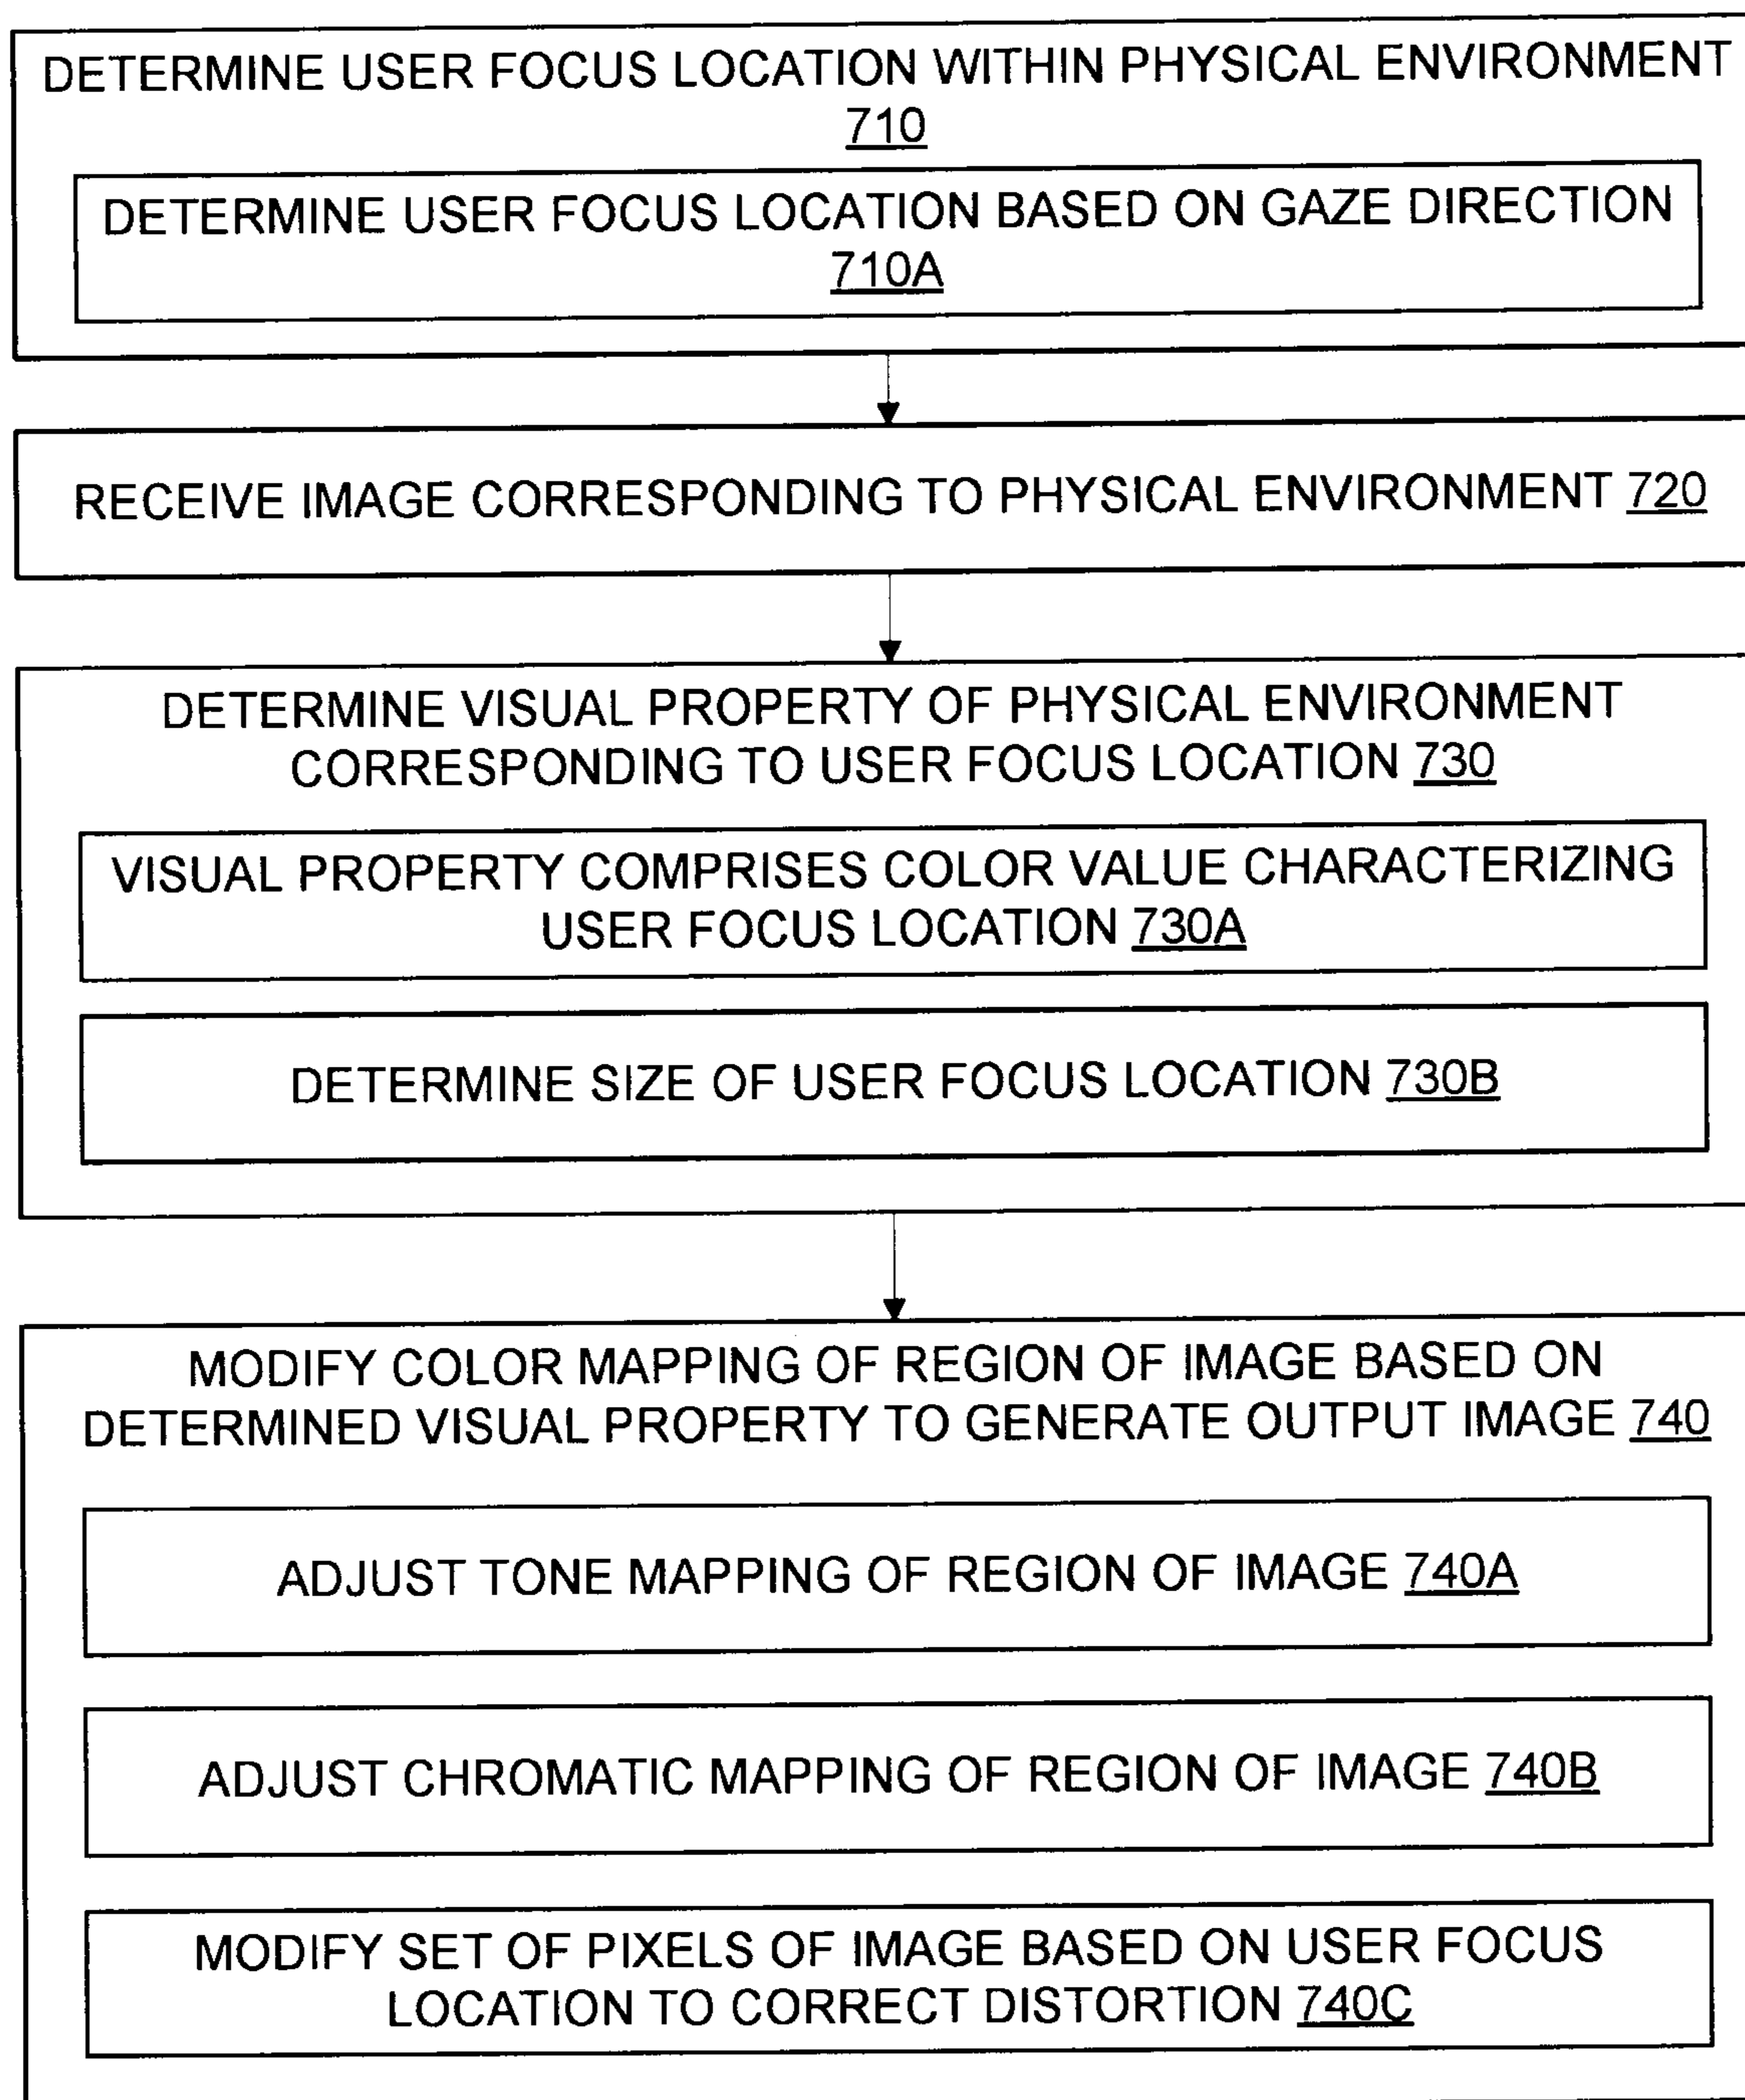 DETERMINE USER FOCUS LOCATION WITHIN PHYSICAL ENVIRONMENT
710
DETERMINE USER FOCUS LOCATION BASED ON GAZE DIRECTION
710A
RECEIVE IMAGE CORRESPONDING TO PHYSICAL ENVIRONMENT 720
DETERMINE VISUAL PROPERTY OF PHYSICAL ENVIRONMENT
CORRESPONDING TO USER FOCUS LOCATION 730
VISUAL PROPERTY COMPRISES COLOR VALUE CHARACTERIZING
USER FOCUS LOCATION 730A
DETERMINE SIZE OF USER FOCUS LOCATION 730B
MODIFY COLOR MAPPING OF REGION OF IMAGE BASED ON
DETERMINED VISUAL PROPERTY TO GENERATE OUTPUT IMAGE 740
ADJUST TONE MAPPING OF REGION OF IMAGE 740A
ADJUST CHROMATIC MAPPING OF REGION OF IMAGE 740B
MODIFY SET OF PIXELS OF IMAGE BASED ON USER FOCUS
LOCATION TO CORRECT DISTORTION 740C